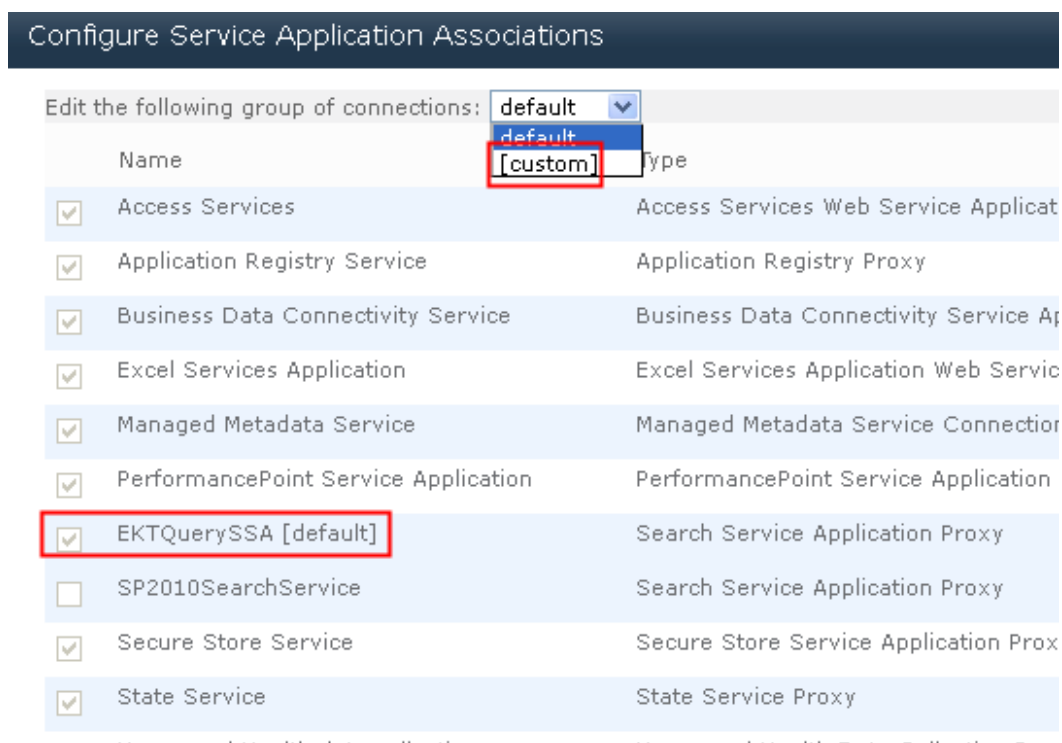 Configure Service Application Associations
Edit the following group of connections: default
default
[custom]
Name Type
Access Services Access Services Web Service Applicat
Application Registry Service Application Registry Proxy
Business Data Connectivity Service Business Data Connectivity Service Ap
Excel Services Application Excel Services Application Web Servic
Managed Metadata Service Managed Metadata Service Connection
PerformancePoint Service Application PerformancePoint Service Application
EKTQuerySSA [default] Search Service Application Proxy
SP2010SearchService Search Service Application Proxy
Secure Store Service Secure Store Service Application Prox
State Service State Service Proxy